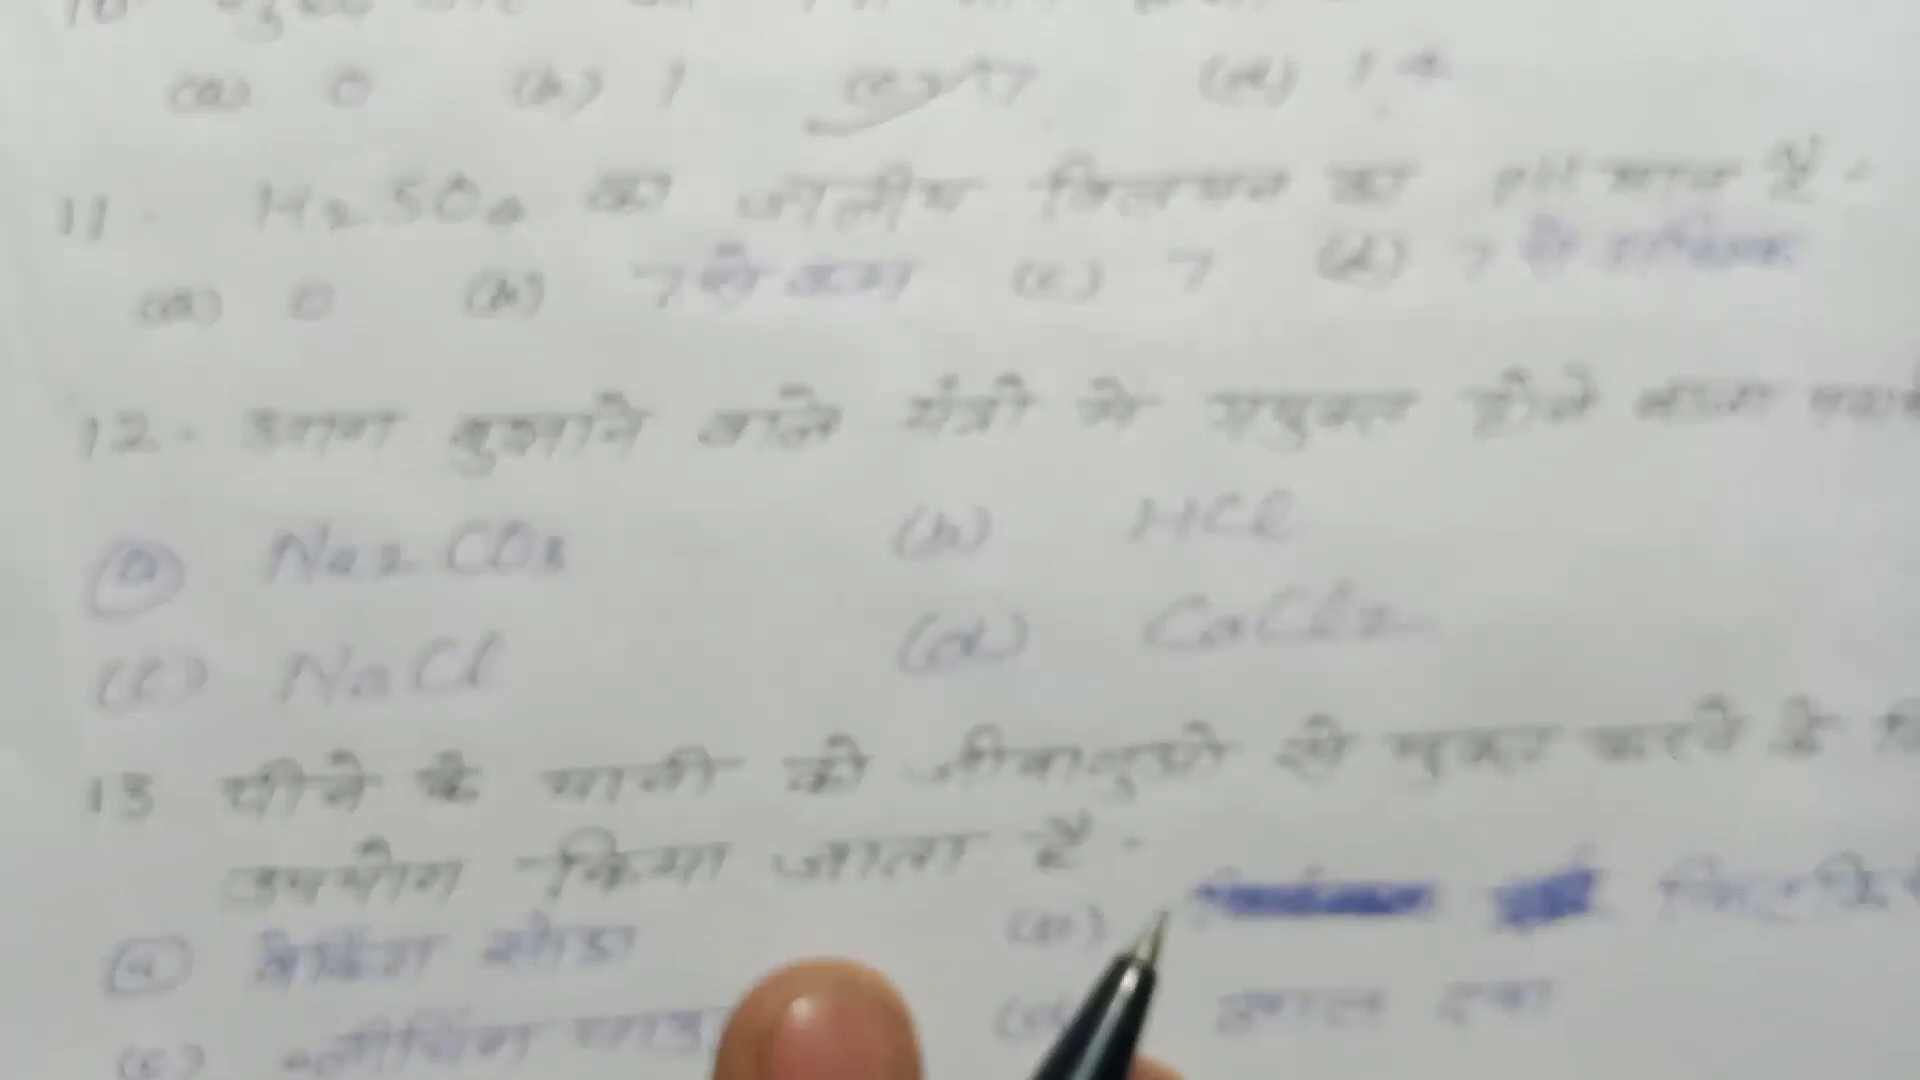 (a) 0 (b) 1 (c) 7 (d) 14
11- H2SO4 का जलीय विलयन का pH मान है -
(a) 0 (b) 7 से कम (c) 7 (d) 7 से अधिक
12- आग बुझाने वाले यंत्रो मे प्रयुक्त होने वाला
(a) Na2CO3 (b) HCl
(c) NaCl (d) CaCl2
13 पीने के पानी को जीवाणुओ से मुक्त करने के
उपयोग किया जाता है -
(a) बेकिंग सोडा (b)
(c) ब्लीचिंग (d)